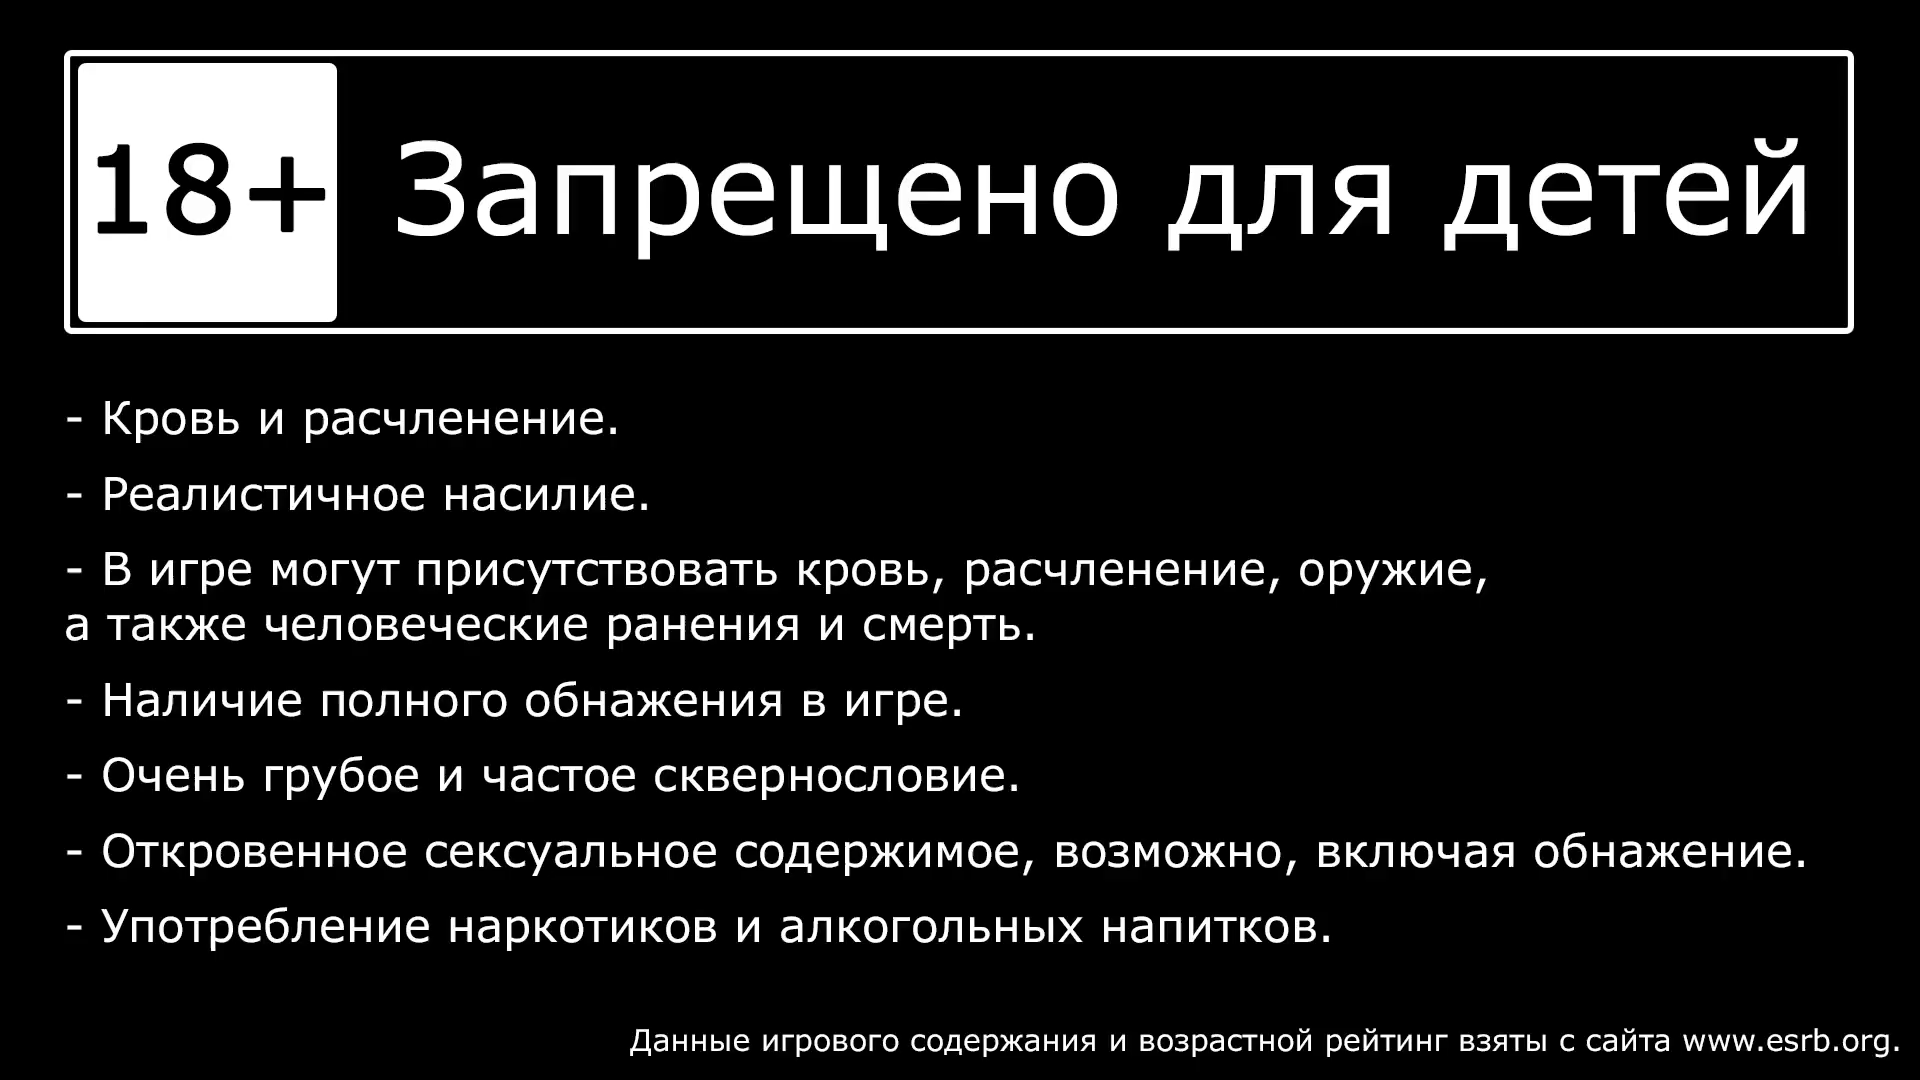 18+ Запрещено для детей
- Кровь и расчленение.
- Реалистичное насилие.
- В игре могут присутствовать кровь, расчленение, оружие,
а также человеческие ранения и смерть.
- Наличие полного обнажения в игре.
- Очень грубое и частое сквернословие.
- Откровенное сексуальное содержимое, возможно, включая обнажение.
- Употребление наркотиков и алкогольных напитков.
Данные игрового содержания и возрастной рейтинг взяты с сайта www.esrb.org.